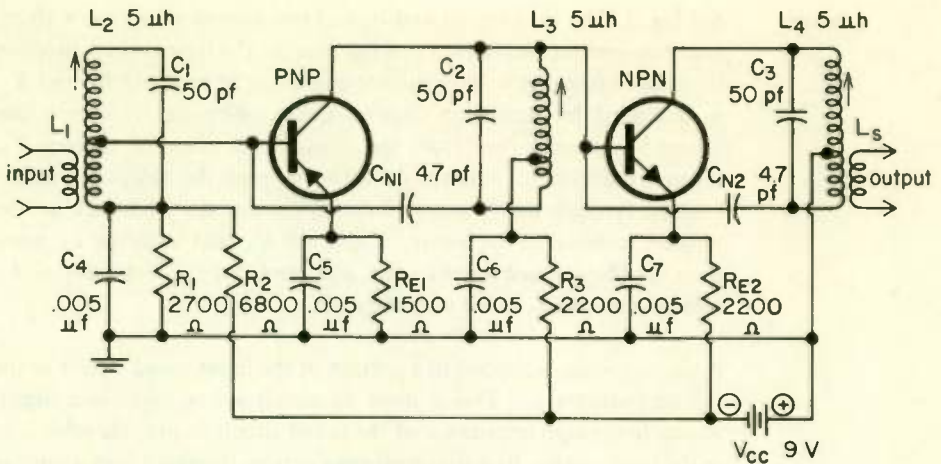 L2 5 µh
C1
50 pf
L1
input
PNP
C2
50 pf
L3 5 µh
CN1
4.7 pf
NPN
L4 5 µh
C3
50 pf
CN2
4.7
pf
LS
output
C4
.005
µf
R1
2700
Ω
R2
6800
Ω
C5
.005
µf
RE1
1500
Ω
C6
.005
µf
R3
2200
Ω
C7
.005
µf
RE2
2200
Ω
− +
VCC 9 V